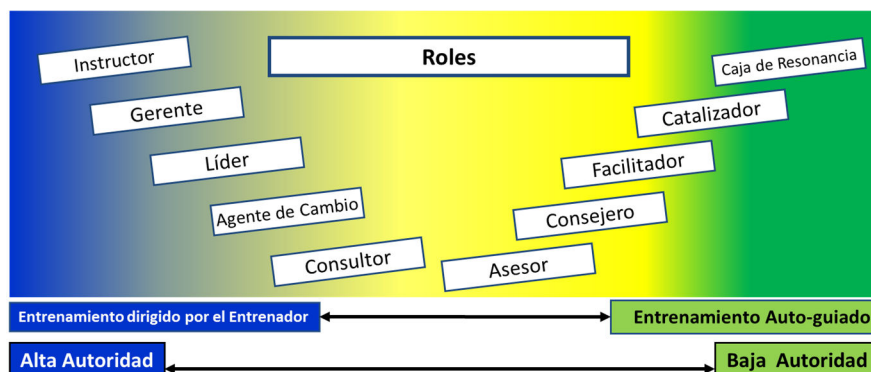 Roles
Instructor
Gerente
Líder
Agente de Cambio
Consultor
Asesor
Consejero
Facilitador
Catalizador
Caja de Resonancia
Entrenamiento dirigido por el Entrenador
Entrenamiento Auto-guiado
Alta Autoridad
Baja Autoridad